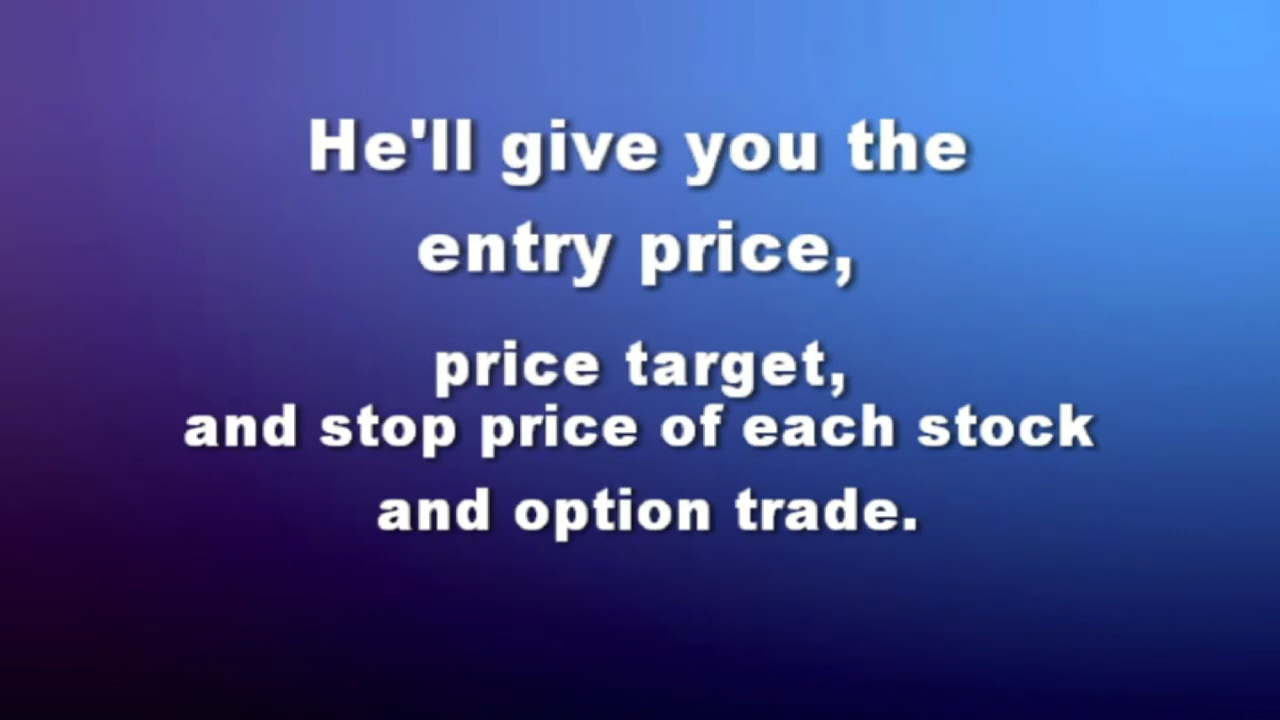 He'll give you the
entry price,
price target,
and stop price of each stock
and option trade.